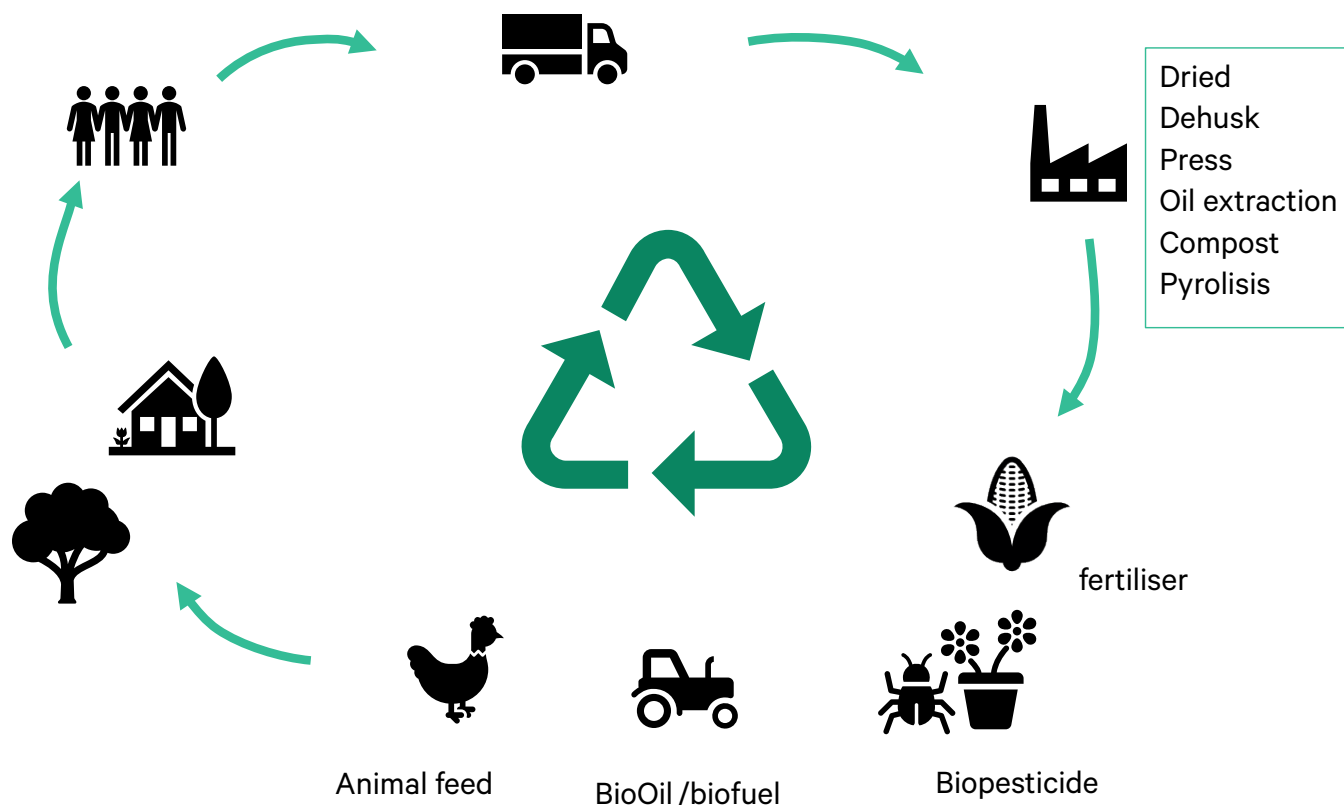 Dried
Dehusk
Press
Oil extraction
Compost
Pyrolisis
fertiliser
Animal feed
BioOil /biofuel
Biopesticide